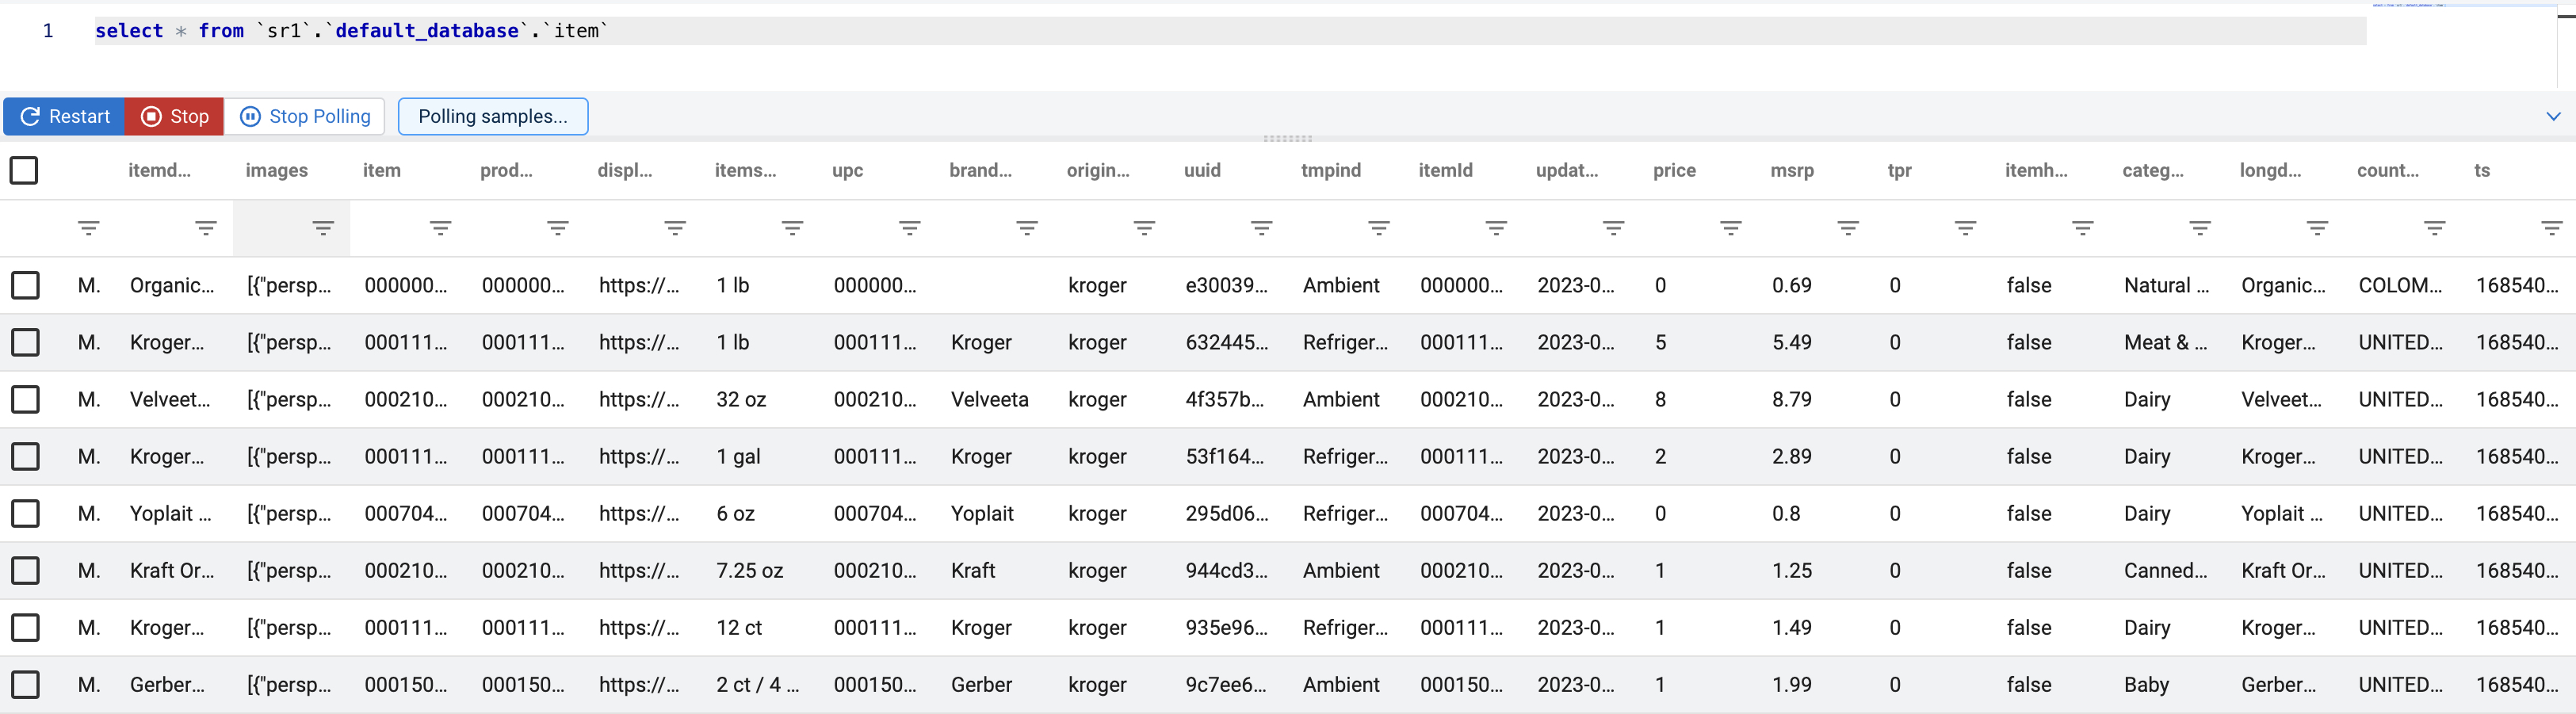 1 select * from `sr1`.`default_database`.`item`
Restart Stop Stop Polling Polling samples...
itemd... images item prod... displ... items... upc brand... origin... uuid tmpind itemId updat... price msrp tpr itemh... categ... longd... count... ts
M. Organic... [{"persp... 000000... 000000... https://... 1 lb 000000... kroger e30039... Ambient 000000... 2023-0... 0 0.69 0 false Natural ... Organic... COLOM... 168540...
M. Kroger... [{"persp... 000111... 000111... https://... 1 lb 000111... Kroger kroger 632445... Refriger... 000111... 2023-0... 5 5.49 0 false Meat & ... Kroger... UNITED... 168540...
M. Velveet... [{"persp... 000210... 000210... https://... 32 oz 000210... Velveeta kroger 4f357b... Ambient 000210... 2023-0... 8 8.79 0 false Dairy Velveet... UNITED... 168540...
M. Kroger... [{"persp... 000111... 000111... https://... 1 gal 000111... Kroger kroger 53f164... Refriger... 000111... 2023-0... 2 2.89 0 false Dairy Kroger... UNITED... 168540...
M. Yoplait ... [{"persp... 000704... 000704... https://... 6 oz 000704... Yoplait kroger 295d06... Refriger... 000704... 2023-0... 0 0.8 0 false Dairy Yoplait ... UNITED... 168540...
M. Kraft Or... [{"persp... 000210... 000210... https://... 7.25 oz 000210... Kraft kroger 944cd3... Ambient 000210... 2023-0... 1 1.25 0 false Canned... Kraft Or... UNITED... 168540...
M. Kroger... [{"persp... 000111... 000111... https://... 12 ct 000111... Kroger kroger 935e96... Refriger... 000111... 2023-0... 1 1.49 0 false Dairy Kroger... UNITED... 168540...
M. Gerber... [{"persp... 000150... 000150... https://... 2 ct / 4 ... 000150... Gerber kroger 9c7ee6... Ambient 000150... 2023-0... 1 1.99 0 false Baby Gerber... UNITED... 168540...